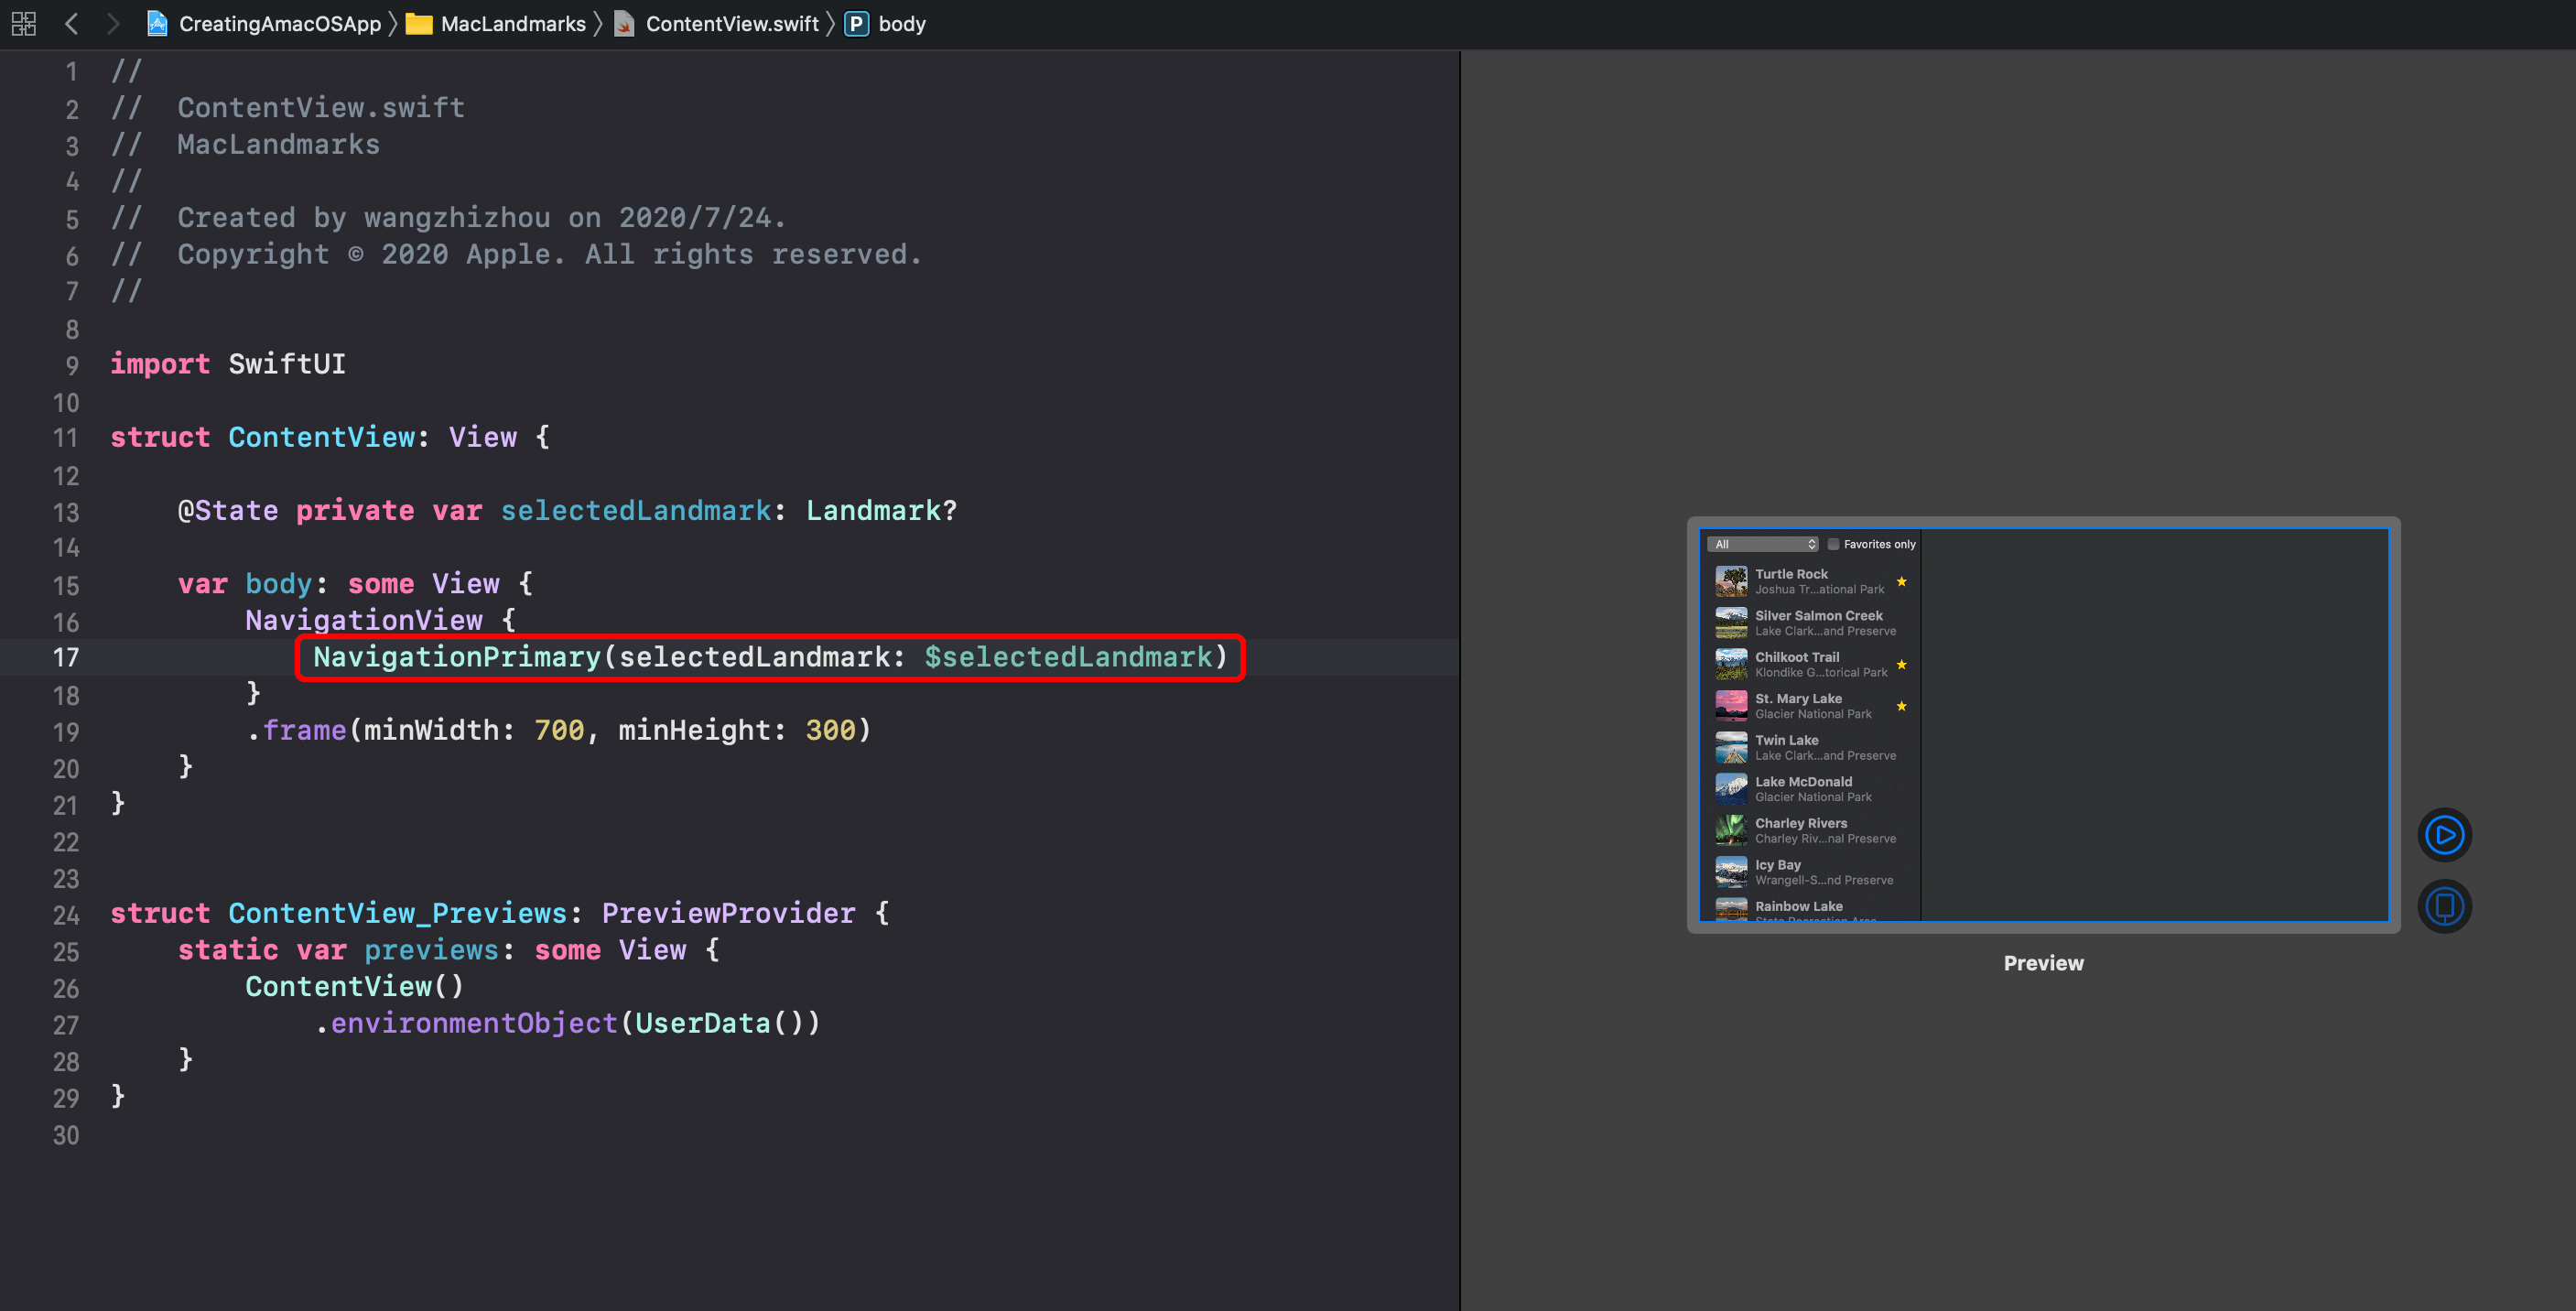 CreatingAmacOSApp 〉 MacLandmarks 〉 ContentView.swift 〉 P body
1 //
2 //  ContentView.swift
3 //  MacLandmarks
4 //
5 //  Created by wangzhizhou on 2020/7/24.
6 //  Copyright © 2020 Apple. All rights reserved.
7 //
8
9 import SwiftUI
10
11 struct ContentView: View {
12
13     @State private var selectedLandmark: Landmark?
14
15     var body: some View {
16         NavigationView {
17             NavigationPrimary(selectedLandmark: $selectedLandmark)
18         }
19         .frame(minWidth: 700, minHeight: 300)
20     }
21 }
22
23
24 struct ContentView_Previews: PreviewProvider {
25     static var previews: some View {
26         ContentView()
27             .environmentObject(UserData())
28     }
29 }
30
All Favorites only
Turtle Rock
Joshua Tr...ational Park
Silver Salmon Creek
Lake Clark...and Preserve
Chilkoot Trail
Klondike G...torical Park
St. Mary Lake
Glacier National Park
Twin Lake
Lake Clark...and Preserve
Lake McDonald
Glacier National Park
Charley Rivers
Charley Riv...nal Preserve
Icy Bay
Wrangell-S...nd Preserve
Rainbow Lake
State Recreation Area
Preview